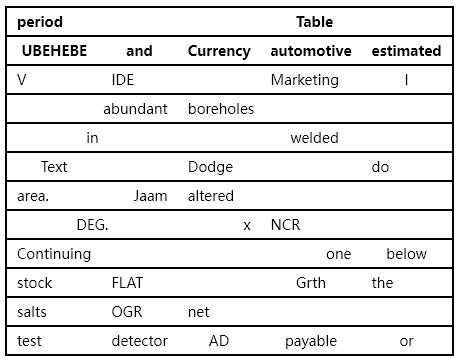 period Table
UBEHEBE and Currency automotive estimated
V IDE Marketing I
abundant boreholes
in welded
Text Dodge do
area. Jaam altered
DEG. x NCR
Continuing one below
stock FLAT Grth the
salts OGR net
test detector AD payable or